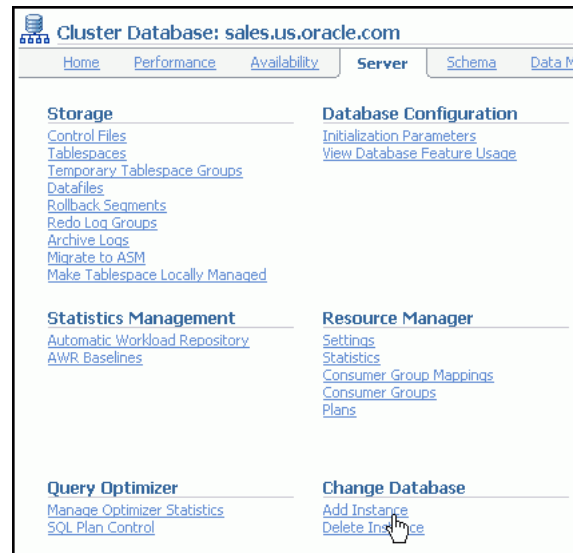 Cluster Database: sales.us.oracle.com
Home Performance Availability Server Schema Data M
Storage
Control Files
Tablespaces
Temporary Tablespace Groups
Datafiles
Rollback Segments
Redo Log Groups
Archive Logs
Migrate to ASM
Make Tablespace Locally Managed
Database Configuration
Initialization Parameters
View Database Feature Usage
Statistics Management
Automatic Workload Repository
AWR Baselines
Resource Manager
Settings
Statistics
Consumer Group Mappings
Consumer Groups
Plans
Query Optimizer
Manage Optimizer Statistics
SQL Plan Control
Change Database
Add Instance
Delete Instance